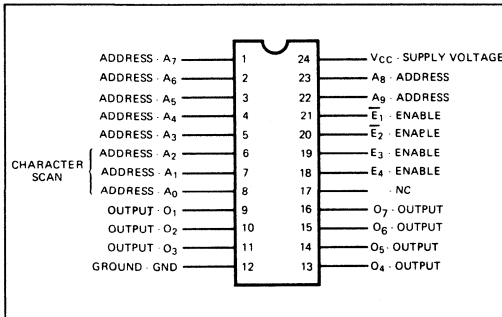 ADDRESS · A7 1 24 VCC · SUPPLY VOLTAGE
ADDRESS · A6 2 23 A8 · ADDRESS
ADDRESS · A5 3 22 A9 · ADDRESS
ADDRESS · A4 4 21 E̅1 · ENABLE
ADDRESS · A3 5 20 E̅2 · ENABLE
CHARACTER SCAN
ADDRESS · A2 6 19 E3 · ENABLE
ADDRESS · A1 7 18 E4 · ENABLE
ADDRESS · A0 8 17 · NC
OUTPUT · O1 9 16 O7 · OUTPUT
OUTPUT · O2 10 15 O6 · OUTPUT
OUTPUT · O3 11 14 O5 · OUTPUT
GROUND · GND 12 13 O4 · OUTPUT